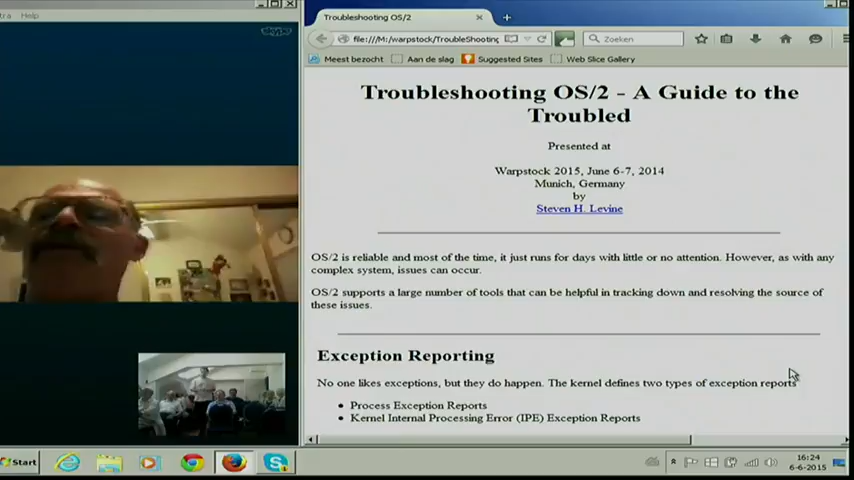 tra Help
skype
Troubleshooting OS/2
file:///M:/warpstock/TroubleShooting
Zoeken
Meest bezocht Aan de slag Suggested Sites Web Slice Gallery
Troubleshooting OS/2 - A Guide to the
Troubled
Presented at
Warpstock 2015, June 6-7, 2014
Munich, Germany
by
Steven H. Levine
OS/2 is reliable and most of the time, it just runs for days with little or no attention. However, as with any
complex system, issues can occur.
OS/2 supports a large number of tools that can be helpful in tracking down and resolving the source of
these issues.
Exception Reporting
No one likes exceptions, but they do happen. The kernel defines two types of exception reports
Process Exception Reports
Kernel Internal Processing Error (IPE) Exception Reports
Start
16:24
6-6-2015